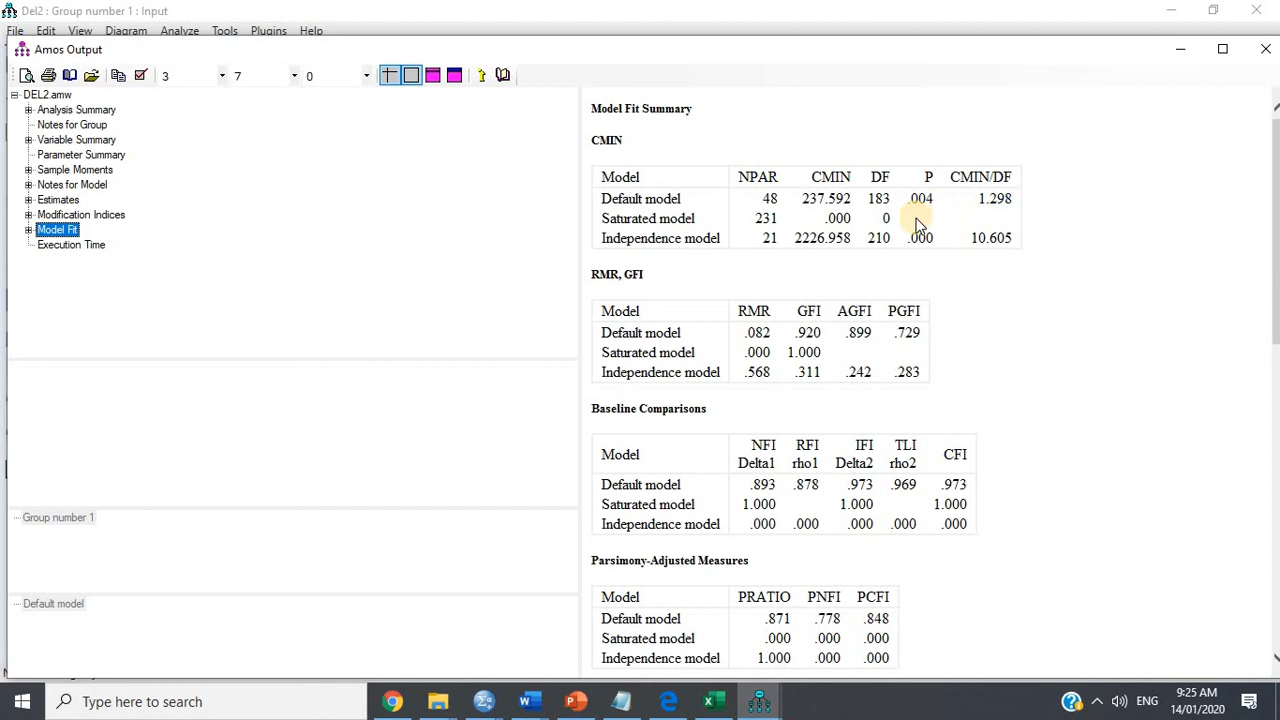 Del2 : Group number 1 : Input
File Edit View Diagram Analyze Tools Plugins Help
Amos Output
3 7 0
DEL2.amw
Analysis Summary
Notes for Group
Variable Summary
Parameter Summary
Sample Moments
Notes for Model
Estimates
Modification Indices
Model Fit
Execution Time
Group number 1
Default model
Model Fit Summary
CMIN
Model NPAR CMIN DF P CMIN/DF
Default model 48 237.592 183 .004 1.298
Saturated model 231 .000 0
Independence model 21 2226.958 210 .000 10.605
RMR, GFI
Model RMR GFI AGFI PGFI
Default model .082 .920 .899 .729
Saturated model .000 1.000
Independence model .568 .311 .242 .283
Baseline Comparisons
Model NFI RFI IFI TLI CFI
Delta1 rho1 Delta2 rho2
Default model .893 .878 .973 .969 .973
Saturated model 1.000 1.000 1.000
Independence model .000 .000 .000 .000 .000
Parsimony-Adjusted Measures
Model PRATIO PNFI PCFI
Default model .871 .778 .848
Saturated model .000 .000 .000
Independence model 1.000 .000 .000
Type here to search
ENG
9:25 AM
14/01/2020